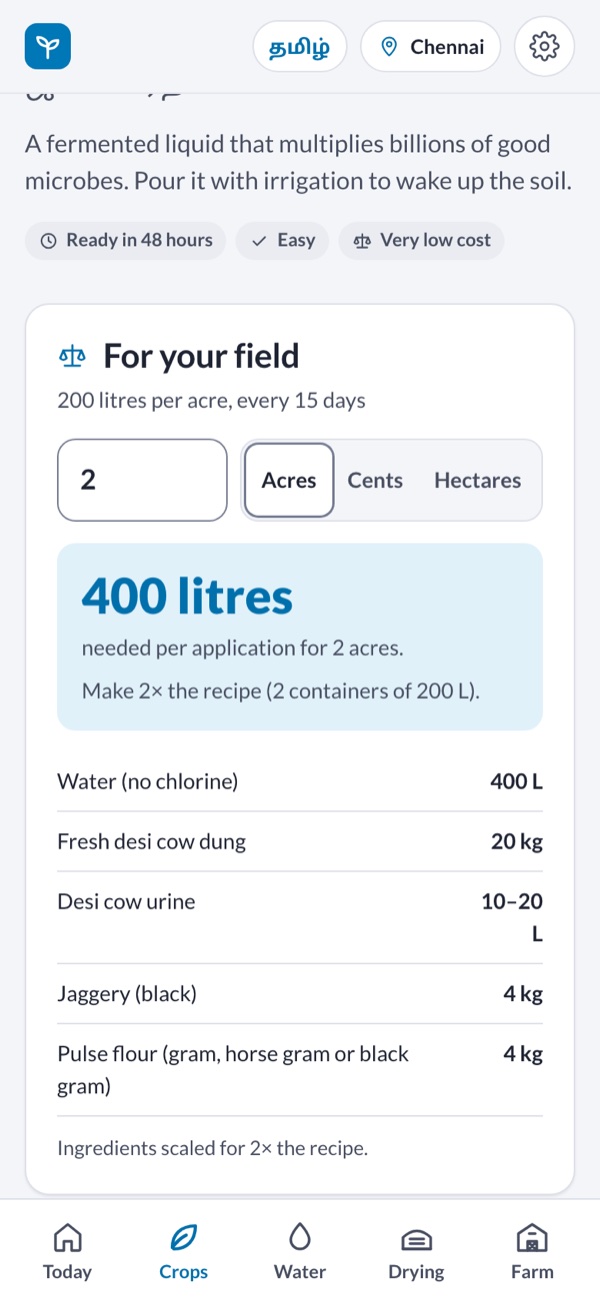 தமிழ்
Chennai
A fermented liquid that multiplies billions of good
microbes. Pour it with irrigation to wake up the soil.
Ready in 48 hours
Easy
Very low cost
For your field
200 litres per acre, every 15 days
2
Acres
Cents
Hectares
400 litres
needed per application for 2 acres.
Make 2× the recipe (2 containers of 200 L).
Water (no chlorine) 400 L
Fresh desi cow dung 20 kg
Desi cow urine 10–20
L
Jaggery (black) 4 kg
Pulse flour (gram, horse gram or black 4 kg
gram)
Ingredients scaled for 2× the recipe.
Today
Crops
Water
Drying
Farm